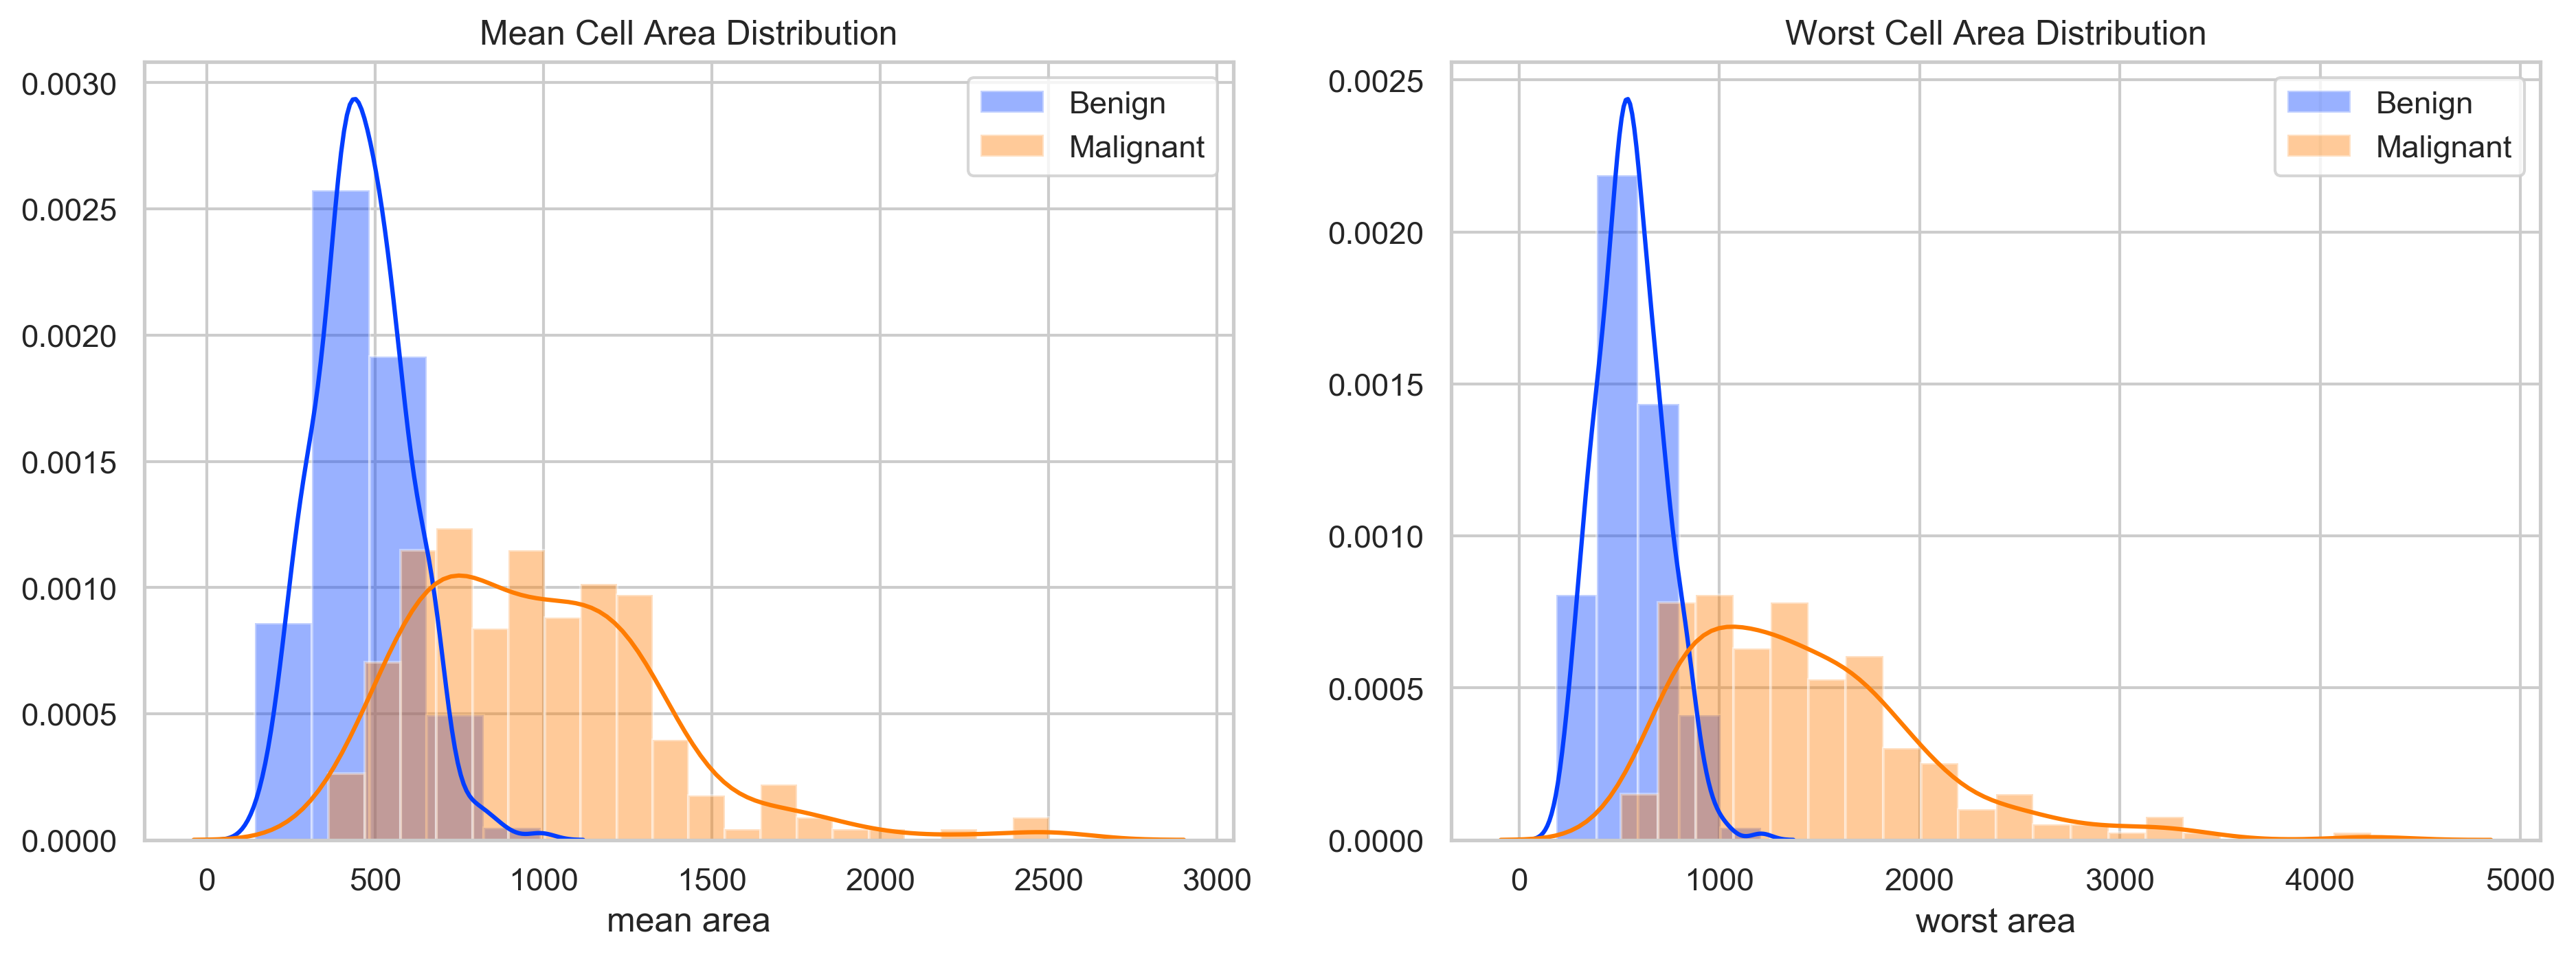 Mean Cell Area Distribution
0.0030
0.0025
0.0020
0.0015
0.0010
0.0005
0.0000
Benign
Malignant
0 500 1000 1500 2000 2500 3000
mean area
Worst Cell Area Distribution
0.0025
0.0020
0.0015
0.0010
0.0005
0.0000
Benign
Malignant
0 1000 2000 3000 4000 5000
worst area